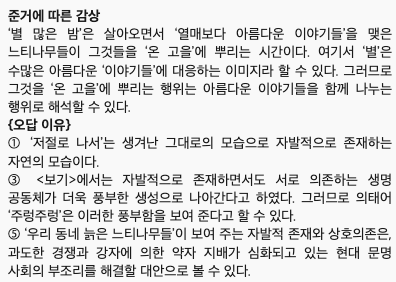 준거에 따른 감상
‘별 많은 밤’은 살아오면서 ‘열매보다 아름다운 이야기들’을 맺은
느티나무들이 그것들을 ‘온 고을’에 뿌리는 시간이다. 여기서 ‘별’은
수많은 아름다운 ‘이야기들’에 대응하는 이미지라 할 수 있다. 그러므로
그것을 ‘온 고을’에 뿌리는 행위는 아름다운 이야기들을 함께 나누는
행위로 해석할 수 있다.
{오답 이유}
① ‘저절로 나서’는 생겨난 그대로의 모습으로 자발적으로 존재하는
자연의 모습이다.
③ <보기>에서는 자발적으로 존재하면서도 서로 의존하는 생명
공동체가 더욱 풍부한 생성으로 나아간다고 하였다. 그러므로 의태어
‘주렁주렁’은 이러한 풍부함을 보여 준다고 할 수 있다.
⑤ ‘우리 동네 늙은 느티나무들’이 보여 주는 자발적 존재와 상호의존은,
과도한 경쟁과 강자에 의한 약자 지배가 심화되고 있는 현대 문명
사회의 부조리를 해결할 대안으로 볼 수 있다.